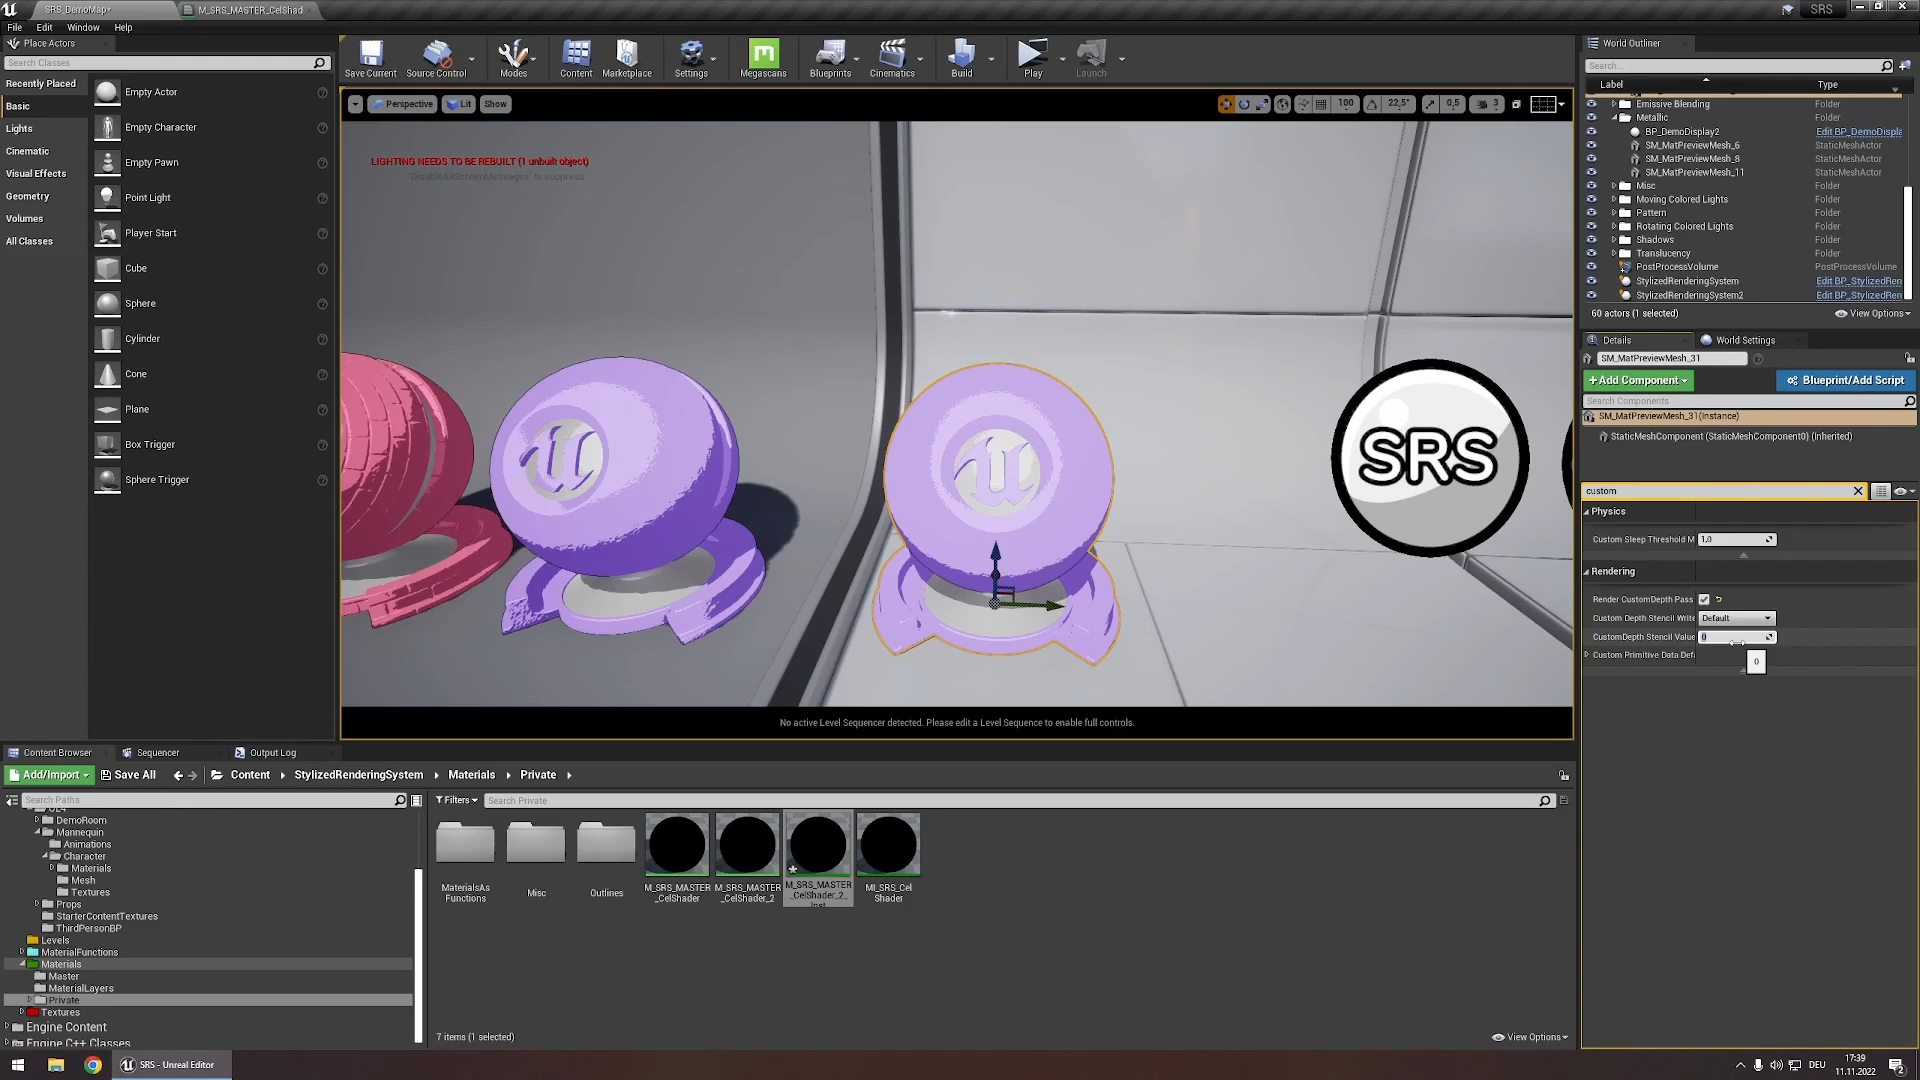 SRS_DemoMap*
M_SRS_MASTER_CelShad
SRS
File Edit Window Help
Place Actors
Search Classes
Recently Placed
Basic
Lights
Cinematic
Visual Effects
Geometry
Volumes
All Classes
Empty Actor
Empty Character
Empty Pawn
Point Light
Player Start
Cube
Sphere
Cylinder
Cone
Plane
Box Trigger
Sphere Trigger
Save Current
Source Control
Modes
Content
Marketplace
Settings
Megascans
Blueprints
Cinematics
Build
Play
Launch
Perspective Lit Show
100 22,5° 0,5 3
LIGHTING NEEDS TO BE REBUILT (1 unbuilt object)
'DisableAllScreenMessages' to suppress
SRS
No active Level Sequencer detected. Please edit a Level Sequence to enable full controls.
World Outliner
Search...
Label Type
Emissive Blending Folder
Metallic Folder
BP_DemoDisplay2 Edit BP_DemoDispla
SM_MatPreviewMesh_6 StaticMeshActor
SM_MatPreviewMesh_8 StaticMeshActor
SM_MatPreviewMesh_11 StaticMeshActor
Misc Folder
Moving Colored Lights Folder
Pattern Folder
Rotating Colored Lights Folder
Shadows Folder
Translucency Folder
PostProcessVolume PostProcessVolume
StylizedRenderingSystem Edit BP_StylizedRen
StylizedRenderingSystem2 Edit BP_StylizedRen
60 actors (1 selected) View Options
Details World Settings
SM_MatPreviewMesh_31
+Add Component Blueprint/Add Script
Search Components
SM_MatPreviewMesh_31(Instance)
StaticMeshComponent (StaticMeshComponent0) (Inherited)
custom
Physics
Custom Sleep Threshold M 1,0
Rendering
Render CustomDepth Pass
Custom Depth Stencil Write Default
CustomDepth Stencil Value 0
Custom Primitive Data Defa
0
Content Browser Sequencer Output Log
Add/Import Save All Content StylizedRenderingSystem Materials Private
Search Paths
Filters Search Private
DemoRoom
Mannequin
Animations
Character
Materials
Mesh
Textures
Props
StarterContentTextures
ThirdPersonBP
Levels
MaterialFunctions
Materials
Master
MaterialLayers
Private
Textures
Engine Content
Engine C++ Classes
MaterialsAs
Functions
Misc
Outlines
M_SRS_MASTER
_CelShader
M_SRS_MASTER
_CelShader_2
M_SRS_MASTER
_CelShader_2_
Inst
MI_SRS_Cel
Shader
7 items (1 selected) View Options
SRS - Unreal Editor
DEU
17:39
11.11.2022
2